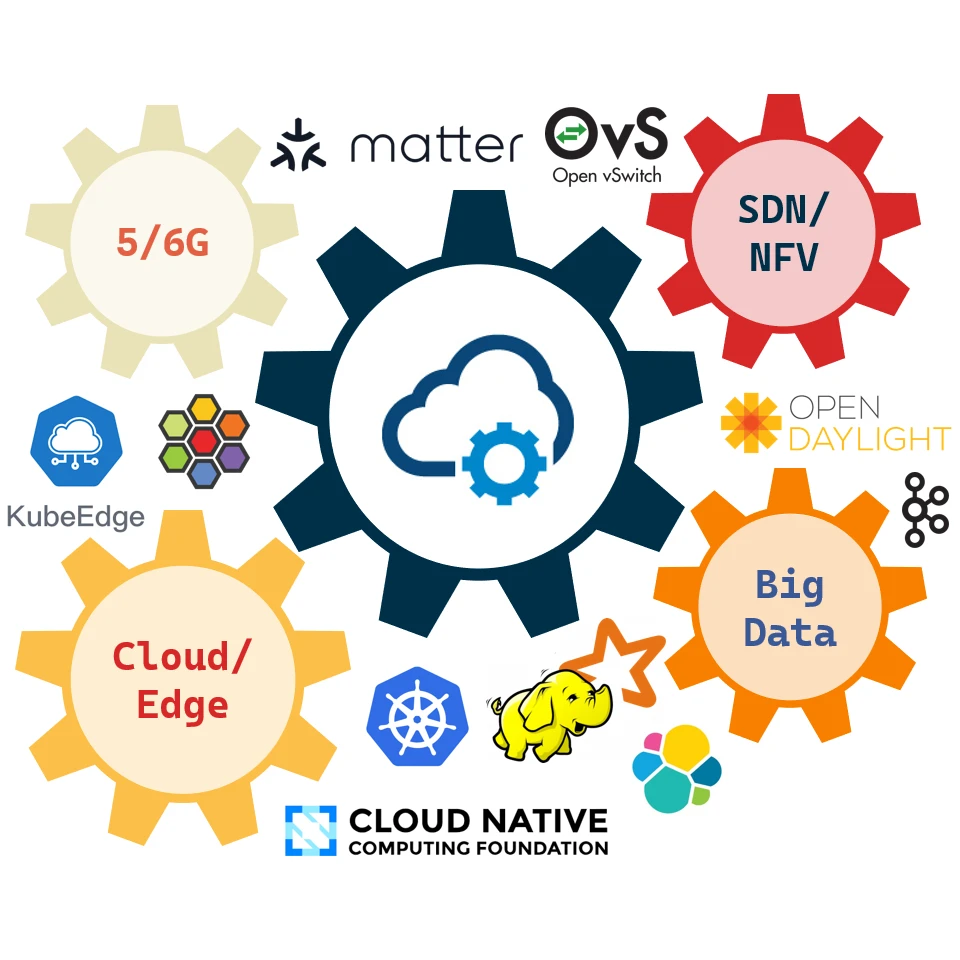 matter
OvS
Open vSwitch
5/6G
SDN/
NFV
OPEN
DAYLIGHT
KubeEdge
Big
Data
Cloud/
Edge
CLOUD NATIVE
COMPUTING FOUNDATION